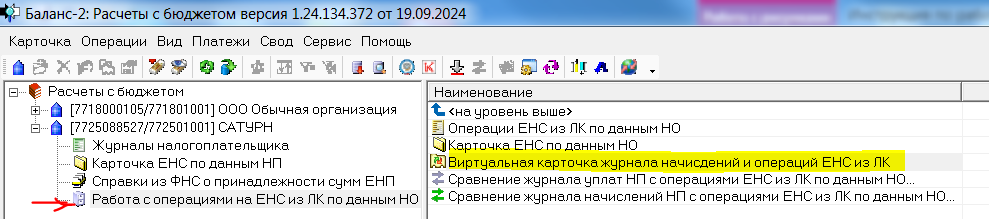 Баланс-2: Расчеты с бюджетом версия 1.24.134.372 от 19.09.2024
Карточка Операции Вид Платежи Свод Сервис Помощь
Расчеты с бюджетом
[7718000105/771801001] ООО Обычная организация
[7725088527/772501001] САТУРН
Журналы налогоплательщика
Карточка ЕНС по данным НП
Справки из ФНС о принадлежности сумм ЕНП
Работа с операциями на ЕНС из ЛК по данным НО
Наименование
<на уровень выше>
Операции ЕНС из ЛК по данным НО
Карточка ЕНС по данным НО
Виртуальная карточка журнала начисдений и операций ЕНС из ЛК
Сравнение журнала уплат НП с операциями ЕНС из ЛК по данным НО...
Сравнение журнала начислений НП с операциями ЕНС из ЛК по данным НО...